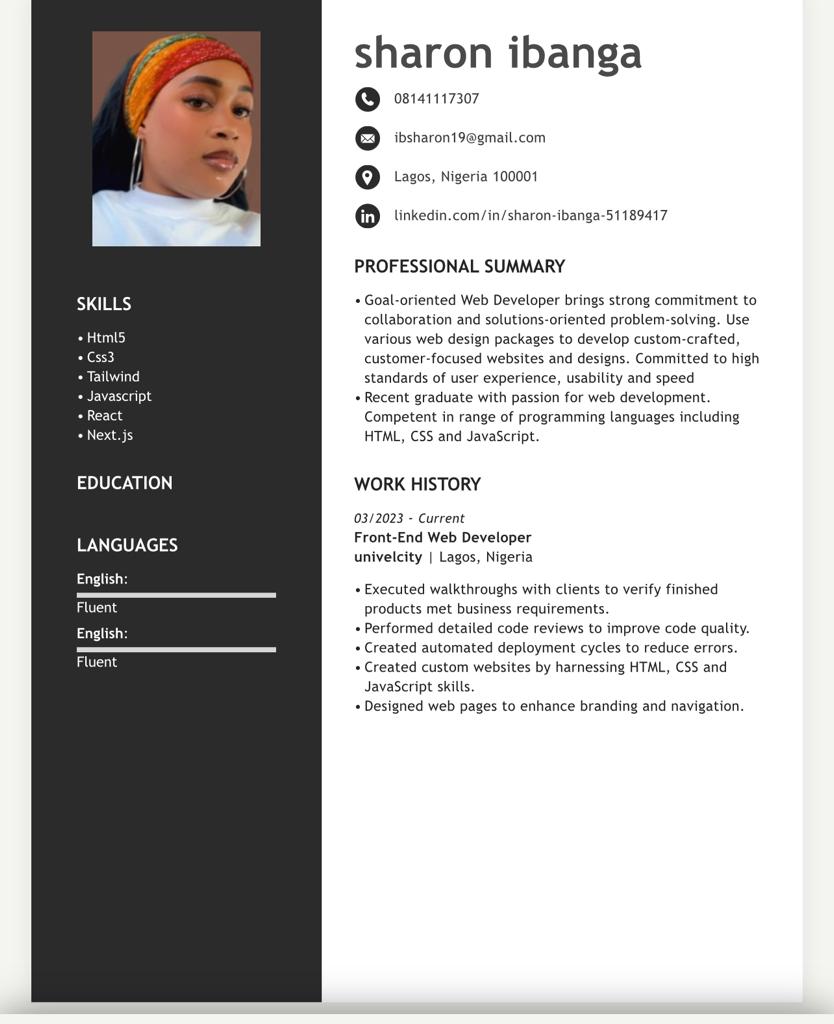 sharon ibanga
08141117307
ibsharon19@gmail.com
Lagos, Nigeria 100001
linkedin.com/in/sharon-ibanga-51189417
SKILLS
• Html5
• Css3
• Tailwind
• Javascript
• React
• Next.js
EDUCATION
LANGUAGES
English:
Fluent
English:
Fluent
PROFESSIONAL SUMMARY
• Goal-oriented Web Developer brings strong commitment to
collaboration and solutions-oriented problem-solving. Use
various web design packages to develop custom-crafted,
customer-focused websites and designs. Committed to high
standards of user experience, usability and speed
• Recent graduate with passion for web development.
Competent in range of programming languages including
HTML, CSS and JavaScript.
WORK HISTORY
03/2023 - Current
Front-End Web Developer
univelcity | Lagos, Nigeria
• Executed walkthroughs with clients to verify finished
products met business requirements.
• Performed detailed code reviews to improve code quality.
• Created automated deployment cycles to reduce errors.
• Created custom websites by harnessing HTML, CSS and
JavaScript skills.
• Designed web pages to enhance branding and navigation.